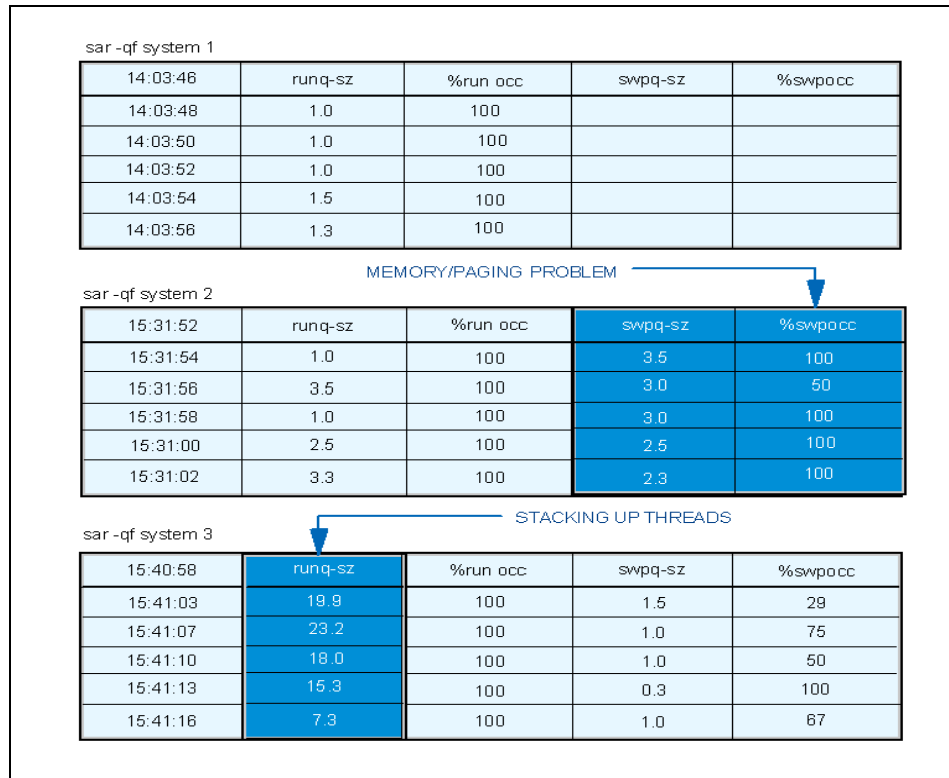 sar -qf system 1
14:03:46 runq-sz %run occ swpq-sz %swpocc
14:03:48 1.0 100
14:03:50 1.0 100
14:03:52 1.0 100
14:03:54 1.5 100
14:03:56 1.3 100
MEMORY/PAGING PROBLEM
sar -qf system 2
15:31:52 runq-sz %run occ swpq-sz %swpocc
15:31:54 1.0 100 3.5 100
15:31:56 3.5 100 3.0 50
15:31:58 1.0 100 3.0 100
15:31:00 2.5 100 2.5 100
15:31:02 3.3 100 2.3 100
STACKING UP THREADS
sar -qf system 3
15:40:58 runq-sz %run occ swpq-sz %swpocc
15:41:03 19.9 100 1.5 29
15:41:07 23.2 100 1.0 75
15:41:10 18.0 100 1.0 50
15:41:13 15.3 100 0.3 100
15:41:16 7.3 100 1.0 67